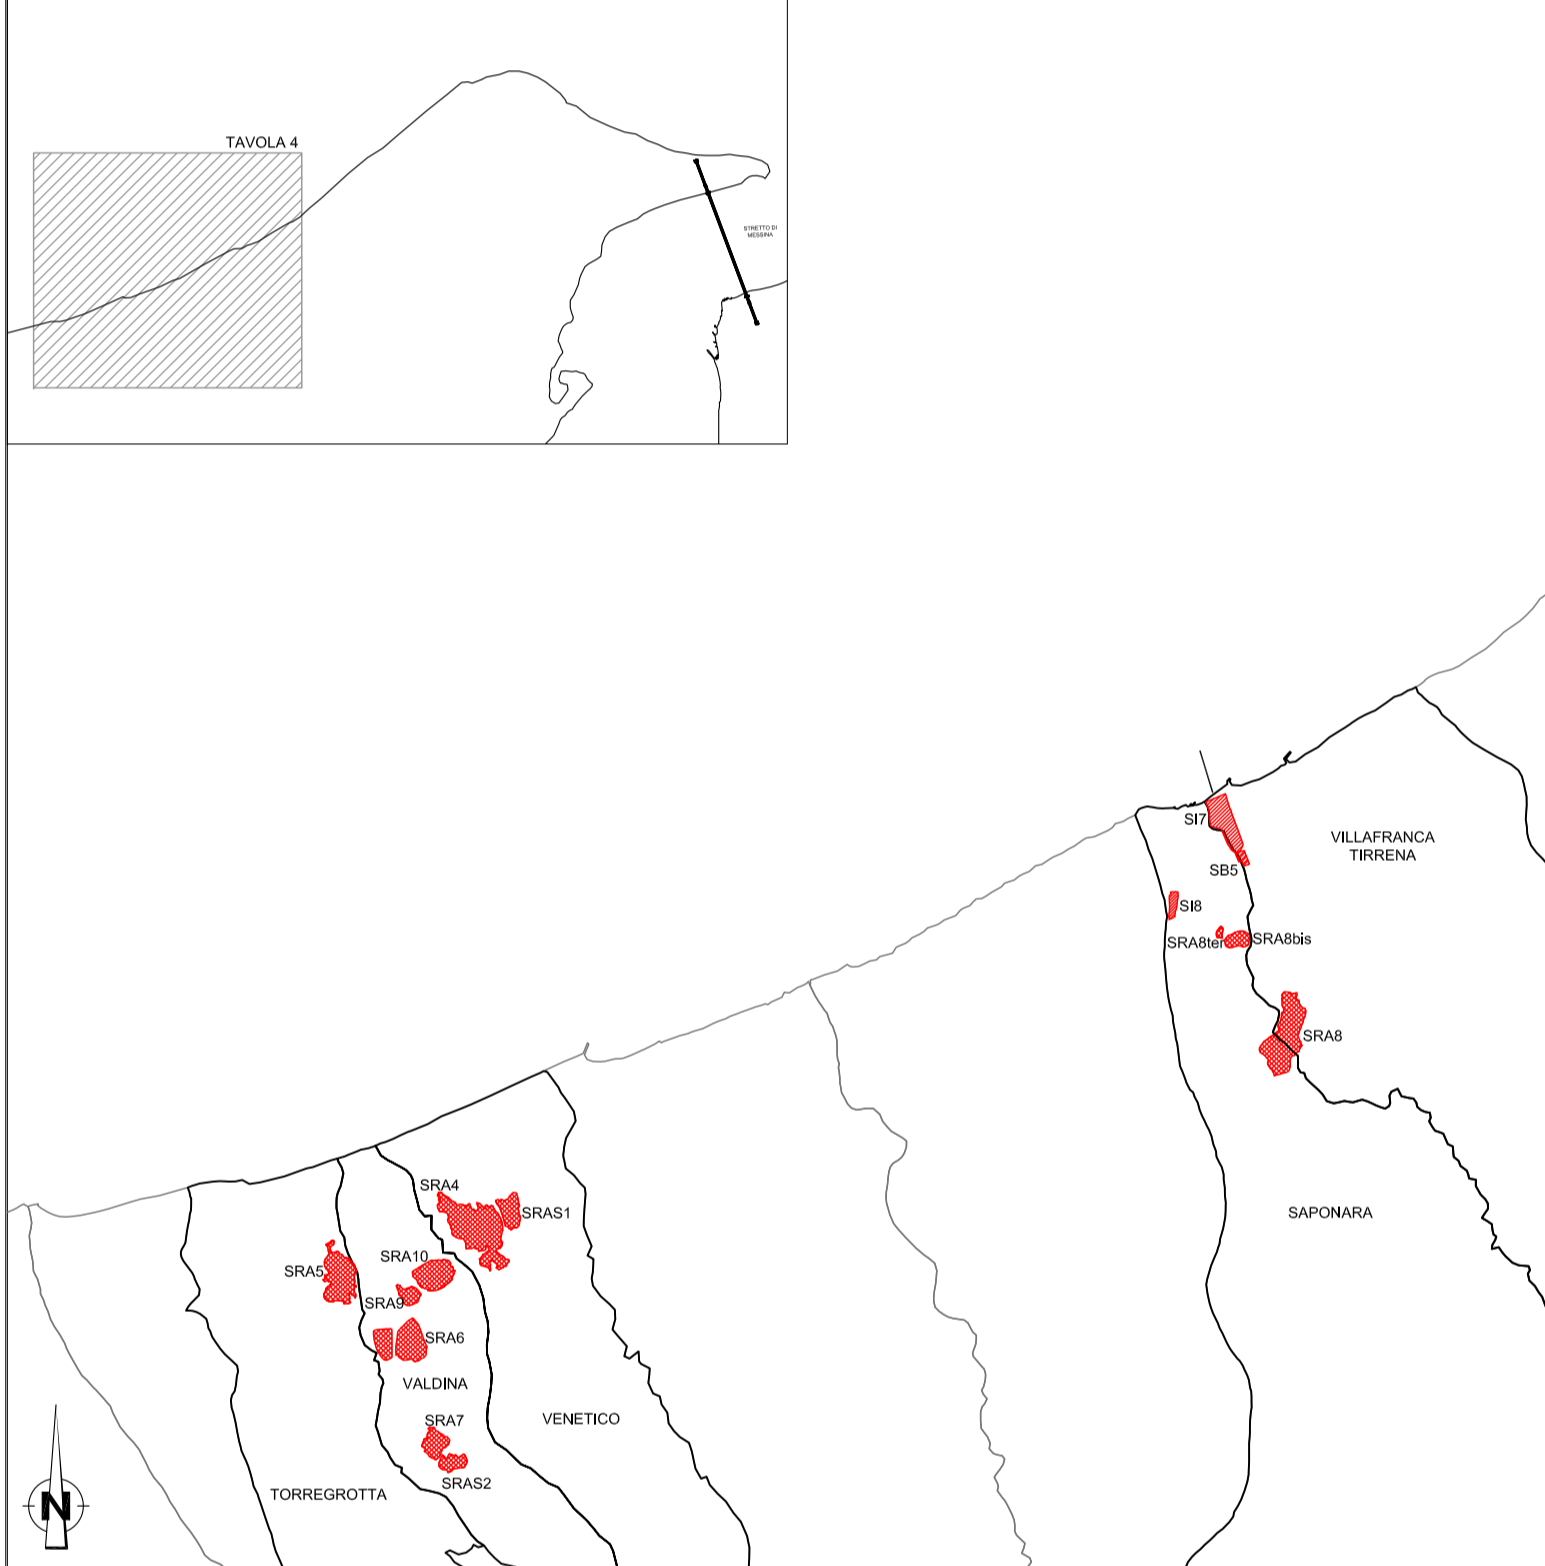 TAVOLA 4
STRETTO DI
MESSINA
SI7
VILLAFRANCA
TIRRENA
SB5
SI8
SRA8ter
SRA8bis
SRA8
SRA4
SRAS1
SAPONARA
SRA10
SRA5
SRA9
SRA6
VALDINA
SRA7
VENETICO
SRAS2
TORREGROTTA
N